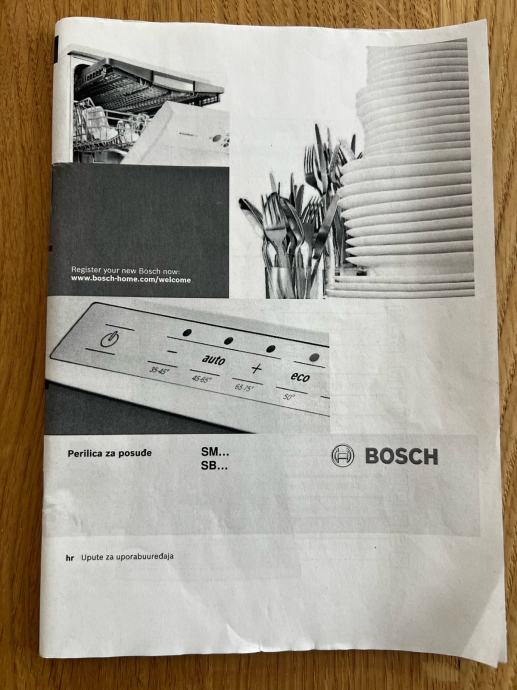 Register your new Bosch now:
www.bosch-home.com/welcome
− auto + eco
35-45° 45-65° 65-75° 50°
Perilica za posuđe
SM...
SB...
BOSCH
hr Upute za uporabuuređaja